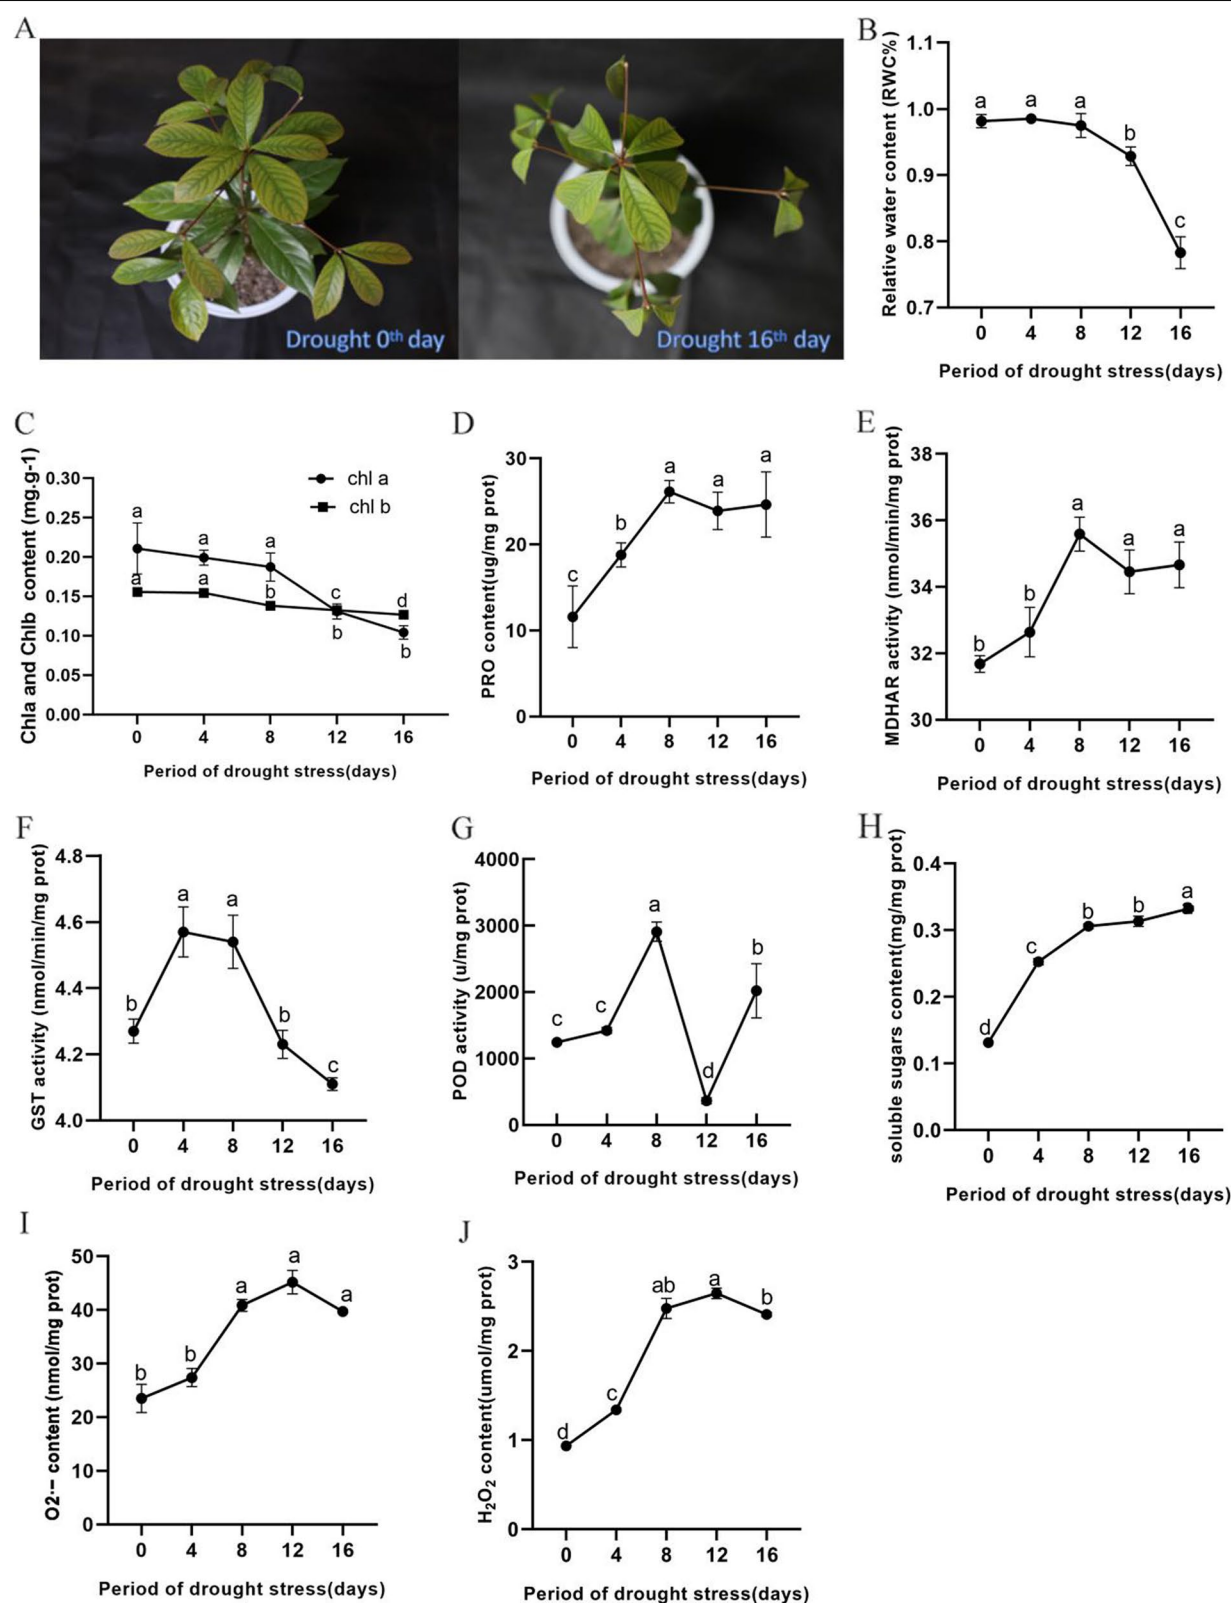 A
Drought 0th day
Drought 16th day
B
Relative water content (RWC%)
1.1
1.0
0.9
0.8
0.7
a
a
a
b
c
0 4 8 12 16
Period of drought stress(days)
C
Chla and Chlb content (mg.g-1)
0.30
0.25
0.20
0.15
0.10
0.05
0.00
chl a
chl b
a
a
a
c
d
a
a
b
b
b
0 4 8 12 16
Period of drought stress(days)
D
PRO content(ug/mg prot)
30
20
10
0
c
b
a
a
a
0 4 8 12 16
Period of drought stress(days)
E
MDHAR activity (nmol/min/mg prot)
38
36
34
32
30
b
b
a
a
a
0 4 8 12 16
Period of drought stress(days)
F
GST activity (nmol/min/mg prot)
4.8
4.6
4.4
4.2
4.0
b
a
a
b
c
0 4 8 12 16
Period of drought stress(days)
G
POD activity (u/mg prot)
4000
3000
2000
1000
0
c
c
a
d
b
0 4 8 12 16
Period of drought stress(days)
H
soluble sugars content(mg/mg prot)
0.4
0.3
0.2
0.1
0.0
d
c
b
b
a
0 4 8 12 16
Period of drought stress(days)
I
O2·− content (nmol/mg prot)
50
40
30
20
10
0
b
b
a
a
a
0 4 8 12 16
Period of drought stress(days)
J
H₂O₂ content(umol/mg prot)
3
2
1
0
d
c
ab
a
b
0 4 8 12 16
Period of drought stress(days)